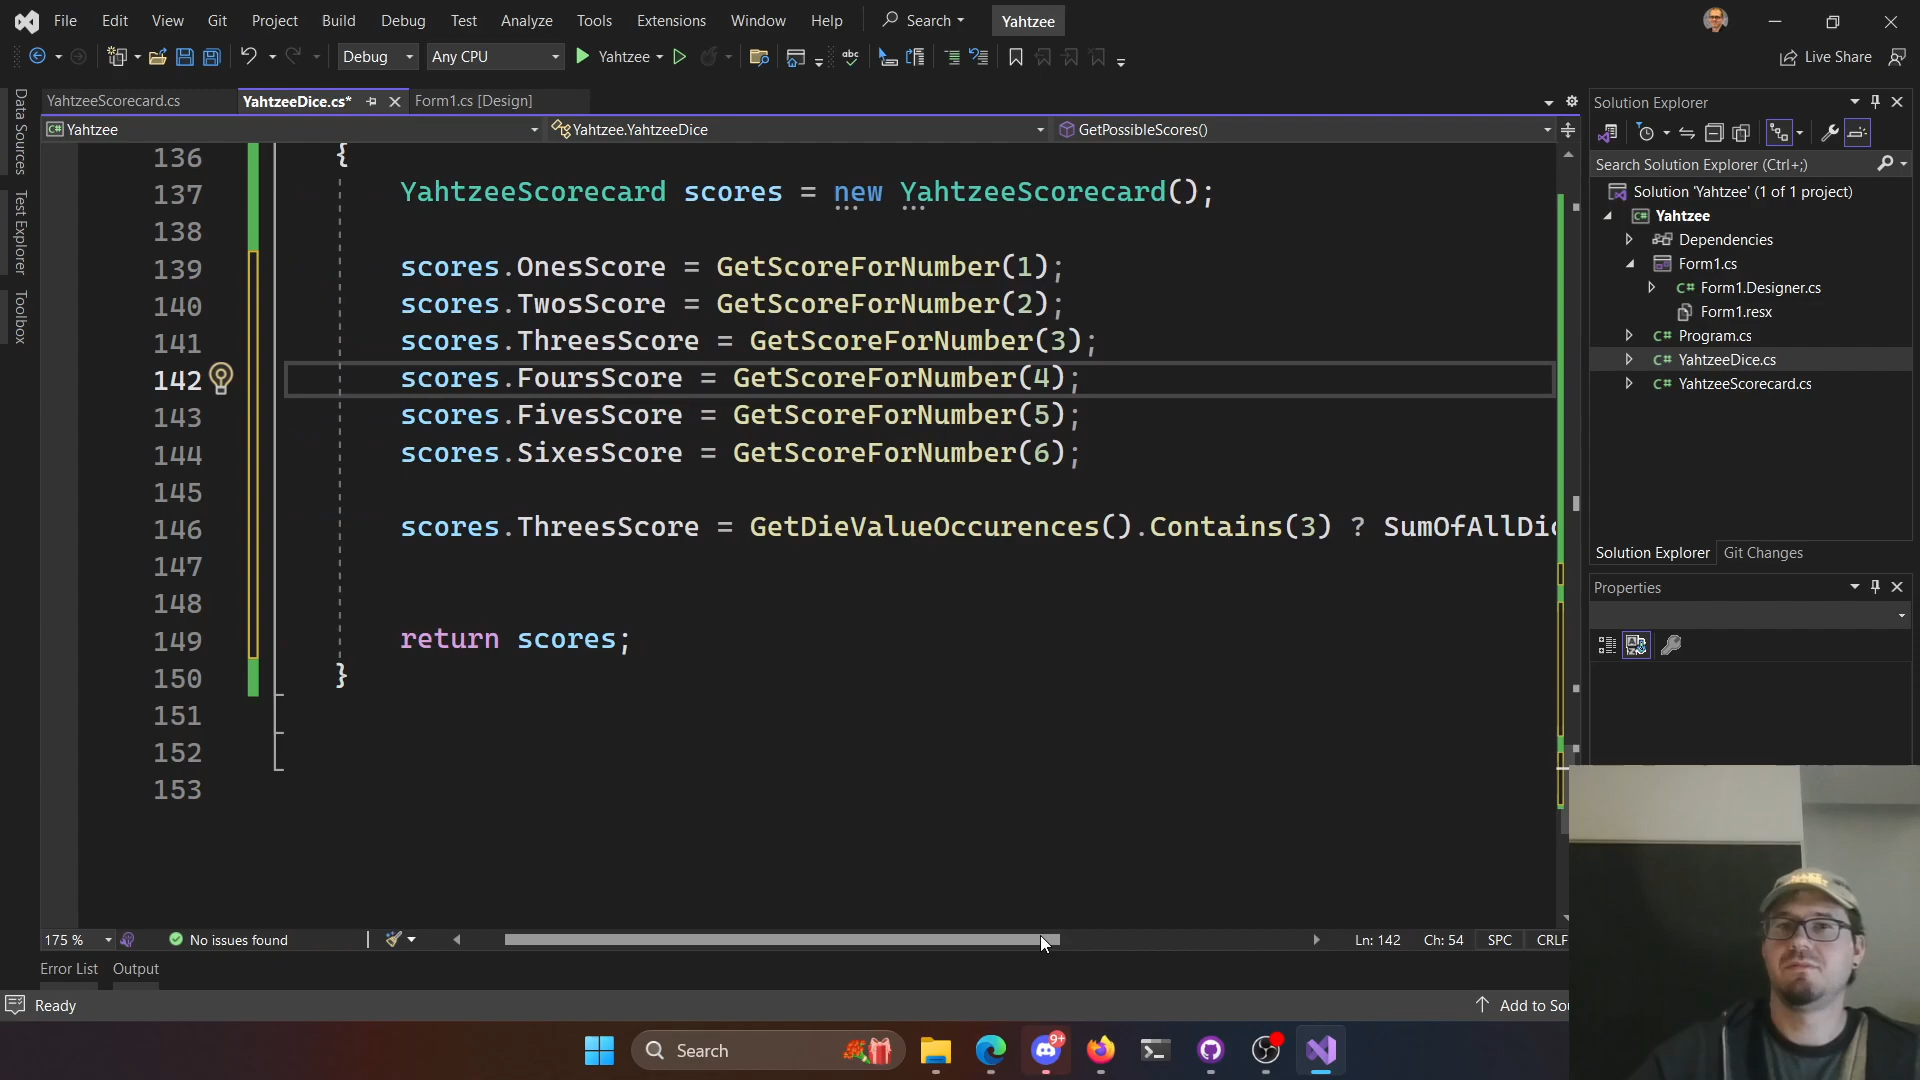 File Edit View Git Project Build Debug Test Analyze Tools Extensions Window Help Search Yahtzee
Debug Any CPU Yahtzee Live Share
YahtzeeScorecard.cs YahtzeeDice.cs* Form1.cs [Design]
Yahtzee Yahtzee.YahtzeeDice GetPossibleScores()
Data Sources
Test Explorer
Toolbox
136 {
137 YahtzeeScorecard scores = new YahtzeeScorecard();
138
139 scores.OnesScore = GetScoreForNumber(1);
140 scores.TwosScore = GetScoreForNumber(2);
141 scores.ThreesScore = GetScoreForNumber(3);
142 scores.FoursScore = GetScoreForNumber(4);
143 scores.FivesScore = GetScoreForNumber(5);
144 scores.SixesScore = GetScoreForNumber(6);
145
146 scores.ThreesScore = GetDieValueOccurences().Contains(3) ? SumOfAllDic
147
148
149 return scores;
150 }
151
152
153
175 % No issues found Ln: 142 Ch: 54 SPC CRLF
Error List Output
Ready Add to Sou
Solution Explorer
Search Solution Explorer (Ctrl+;)
Solution 'Yahtzee' (1 of 1 project)
Yahtzee
Dependencies
Form1.cs
C# Form1.Designer.cs
Form1.resx
C# Program.cs
C# YahtzeeDice.cs
C# YahtzeeScorecard.cs
Solution Explorer Git Changes
Properties
Search 9+